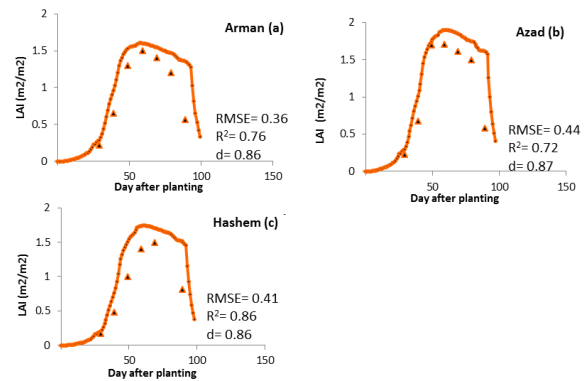 Arman (a)
LAI (m2/m2)
2
1.5
1
0.5
0
0
50
100
150
Day after planting
RMSE= 0.36
R²= 0.76
d= 0.86
Azad (b)
LAI (m2/m2)
2
1.5
1
0.5
0
0
50
100
150
Day after planting
RMSE= 0.44
R²= 0.72
d= 0.87
Hashem (c)
LAI (m2/m2)
2
1.5
1
0.5
0
0
50
100
150
Day after planting
RMSE= 0.41
R²= 0.86
d= 0.86